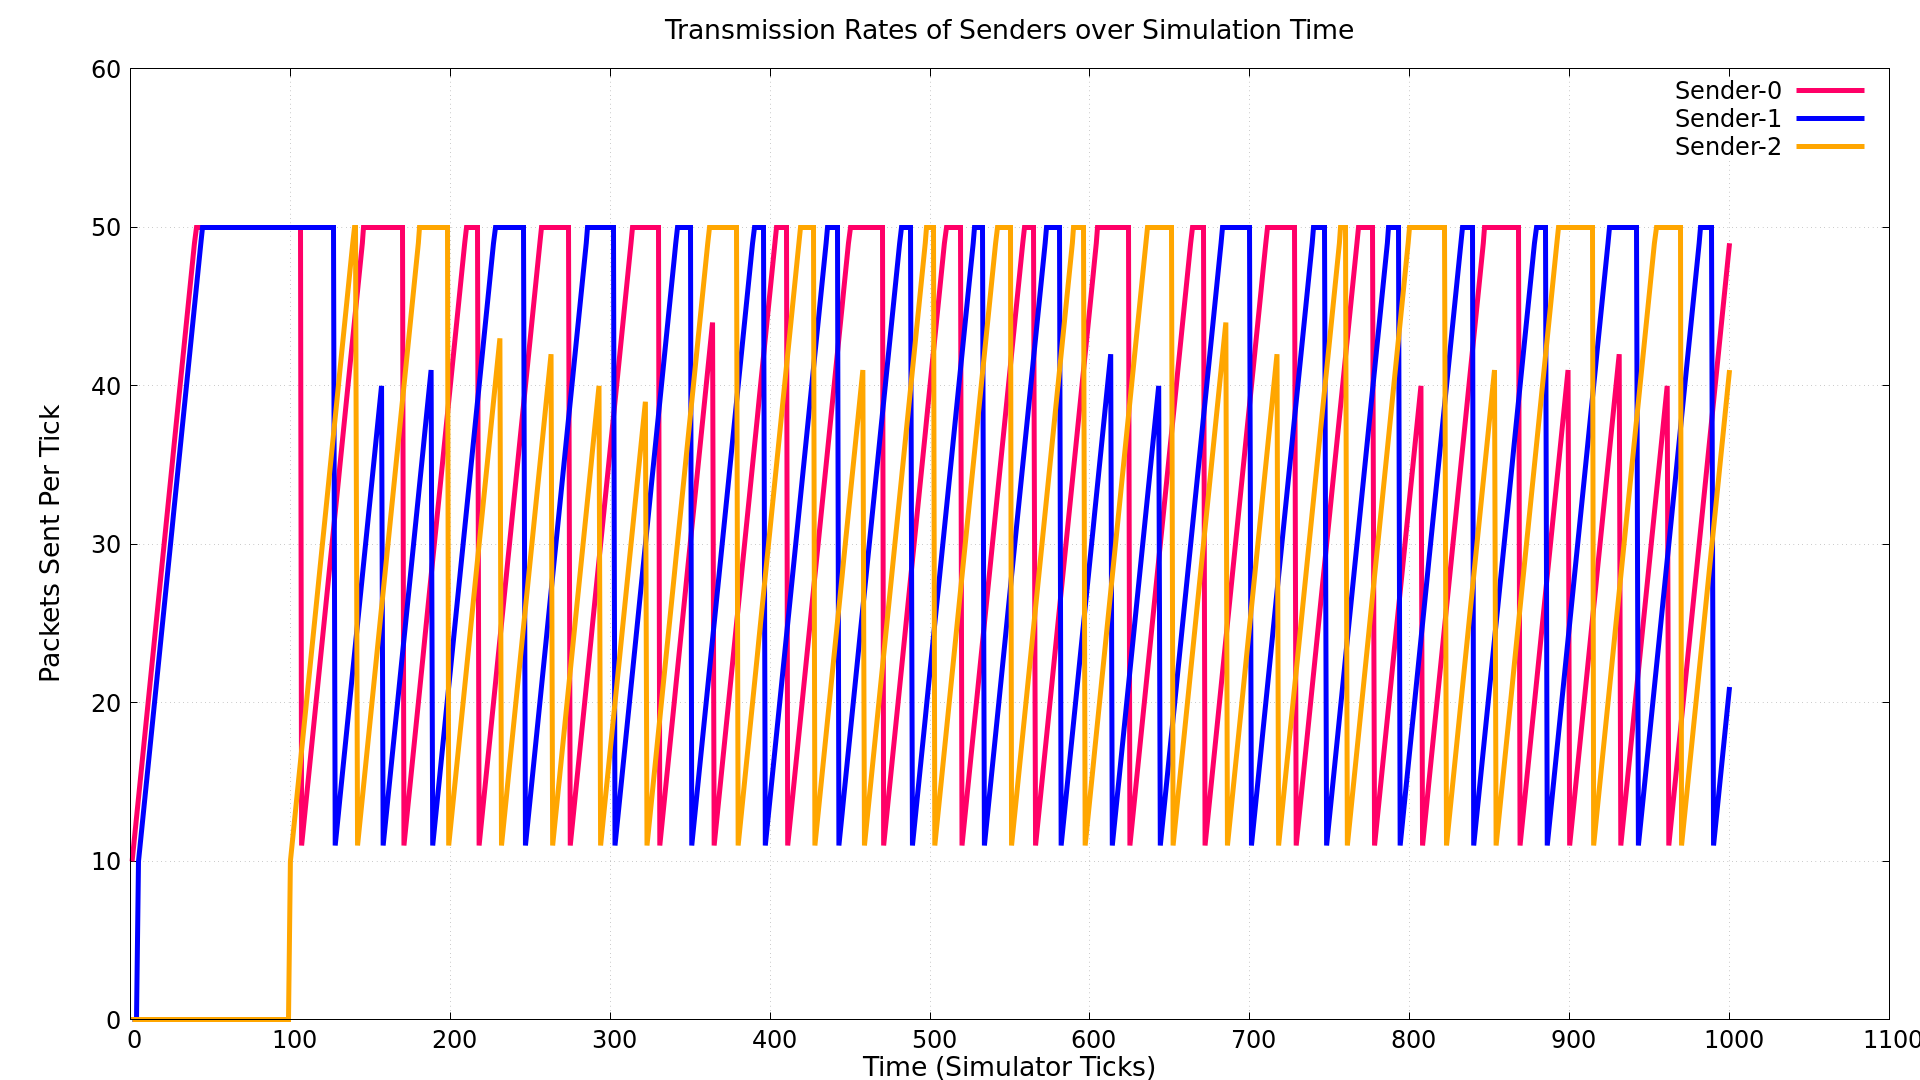 Transmission Rates of Senders over Simulation Time
60
50
40
30
20
10
0
Packets Sent Per Tick
Sender-0
Sender-1
Sender-2
0 100 200 300 400 500 600 700 800 900 1000 1100
Time (Simulator Ticks)